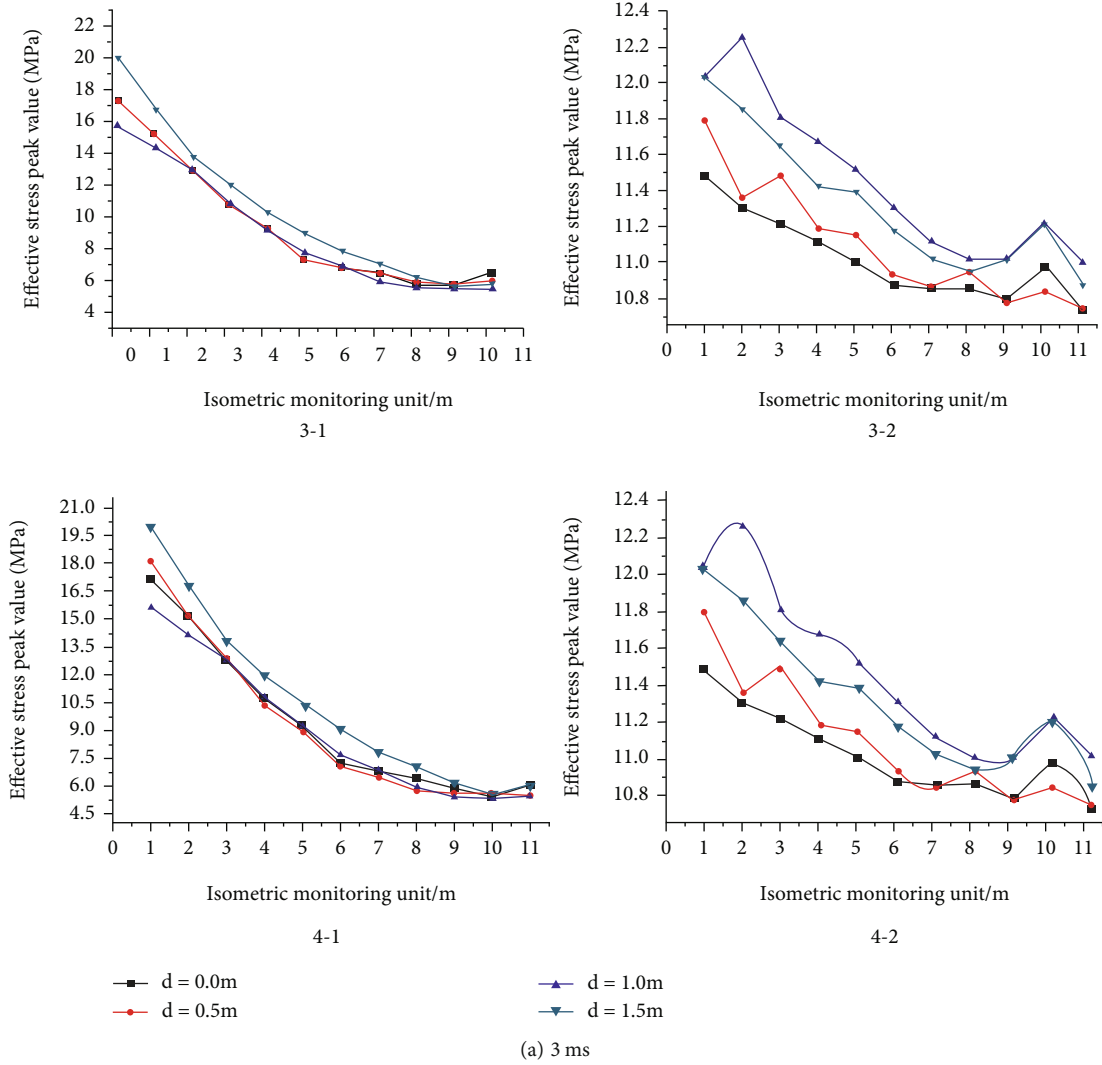 22
20
18
16
14
12
10
8
6
4
Effective stress peak value (MPa)
0 1 2 3 4 5 6 7 8 9 10 11
Isometric monitoring unit/m
3-1
12.4
12.2
12.0
11.8
11.6
11.4
11.2
11.0
10.8
Effective stress peak value (MPa)
0 1 2 3 4 5 6 7 8 9 10 11
Isometric monitoring unit/m
3-2
21.0
19.5
18.0
16.5
15.0
13.5
12.0
10.5
9.0
7.5
6.0
4.5
Effective stress peak value (MPa)
0 1 2 3 4 5 6 7 8 9 10 11
Isometric monitoring unit/m
4-1
12.4
12.2
12.0
11.8
11.6
11.4
11.2
11.0
10.8
Effective stress peak value (MPa)
0 1 2 3 4 5 6 7 8 9 10 11
Isometric monitoring unit/m
4-2
d = 0.0m
d = 0.5m
d = 1.0m
d = 1.5m
(a) 3 ms